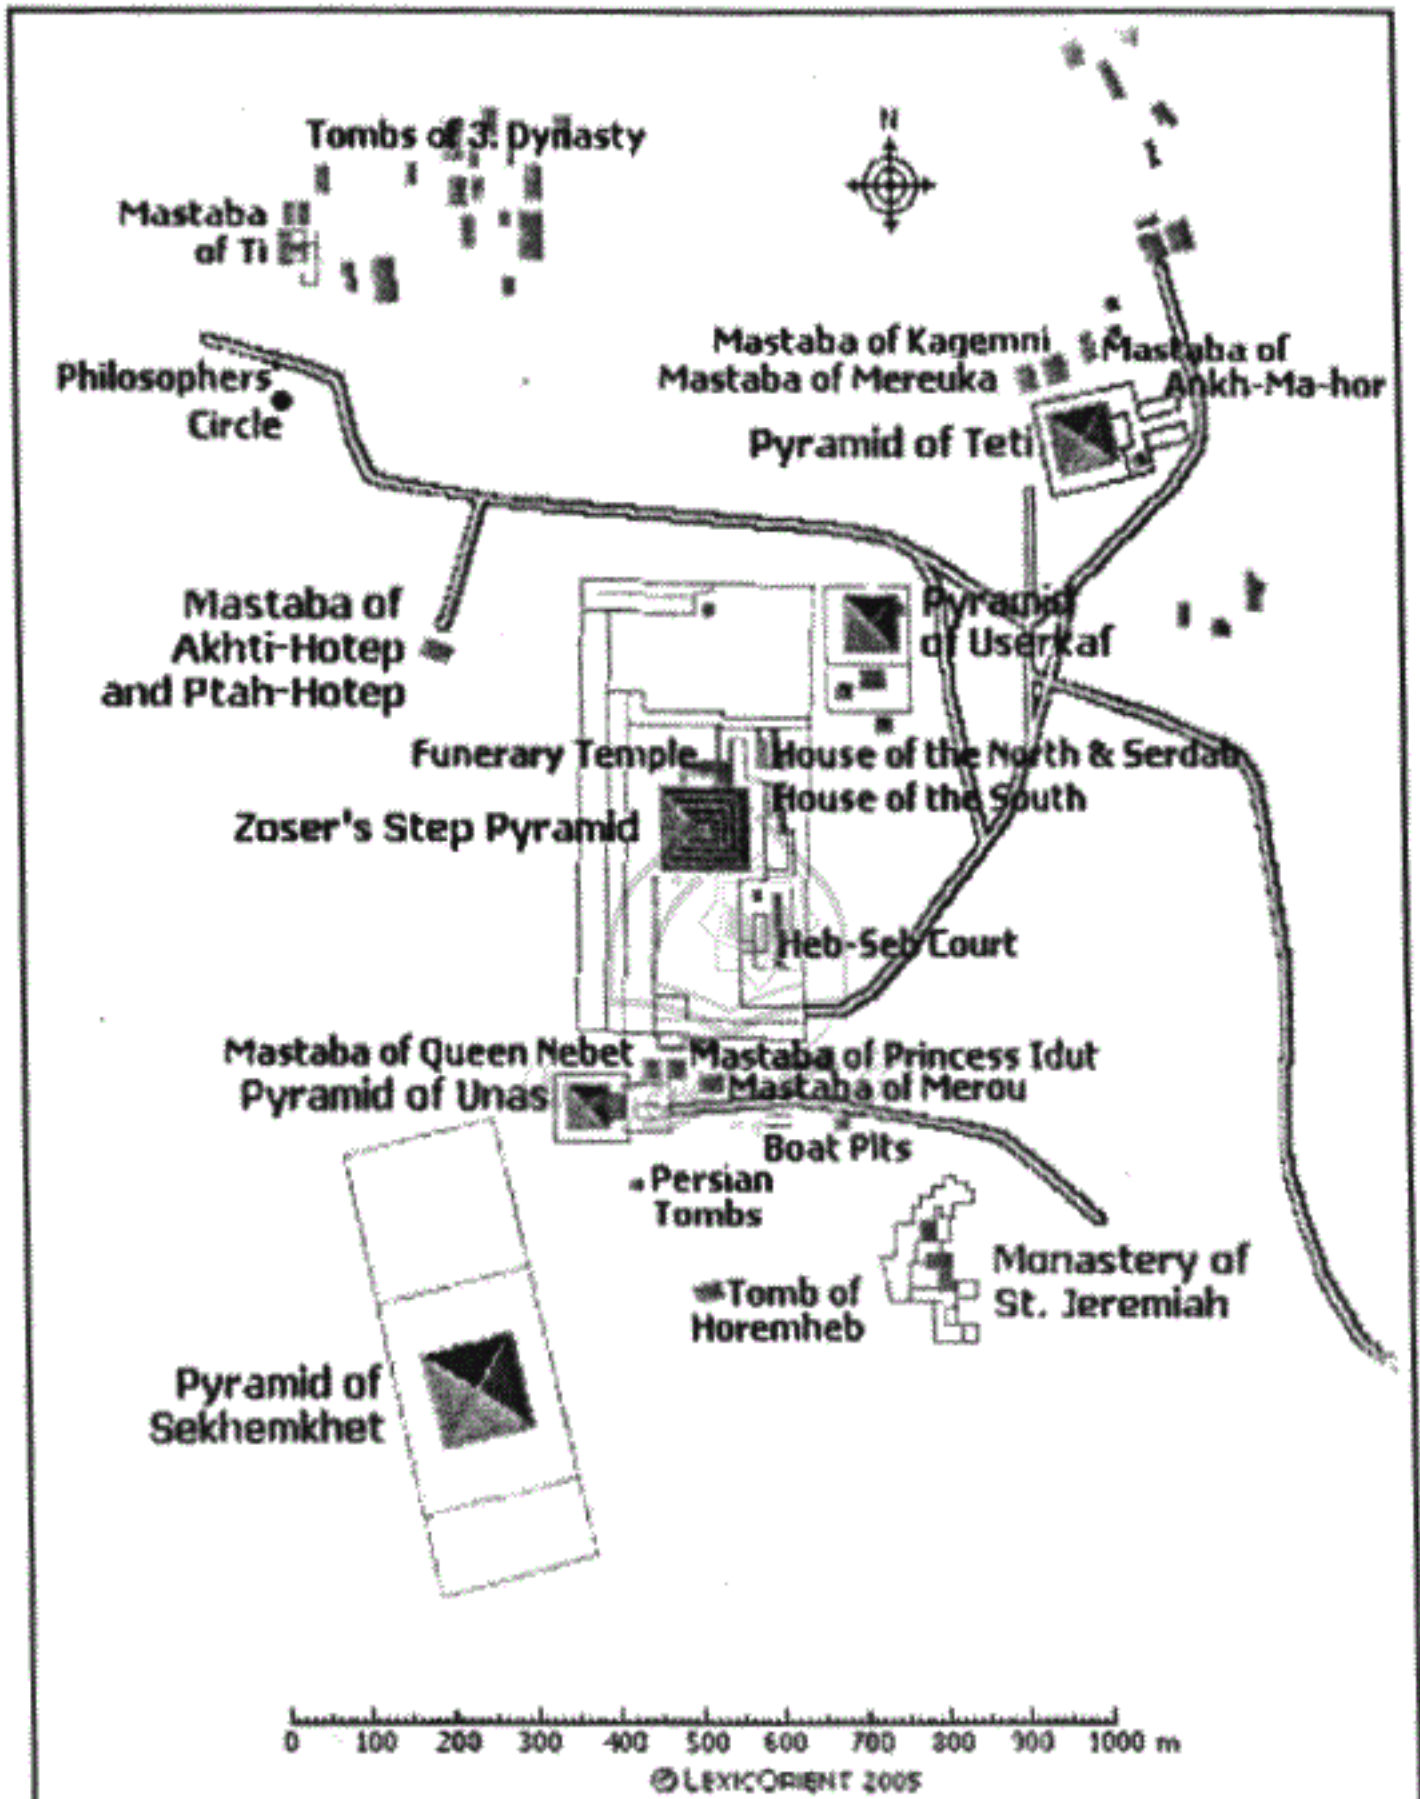 Tombs of 3. Dynasty
N
Mastaba
of Ti
Mastaba of Kagemni
Mastaba of
Ankh-Ma-hor
Mastaba of Mereuka
Philosophers'
Circle
Pyramid of Teti
Mastaba of
Akhti-Hotep
and Ptah-Hotep
Pyramid
of Userkaf
Funerary Temple
House of the North & Serdab
House of the South
Zoser's Step Pyramid
Heb-Seb Court
Mastaba of Queen Nebet
Mastaba of Princess Idut
Pyramid of Unas
Mastaba of Merou
Boat Pits
Persian
Tombs
Monastery of
St. Jeremiah
Tomb of
Horemheb
Pyramid of
Sekhemkhet
0 100 200 300 400 500 600 700 800 900 1000 m
© LEXICORIENT 2005